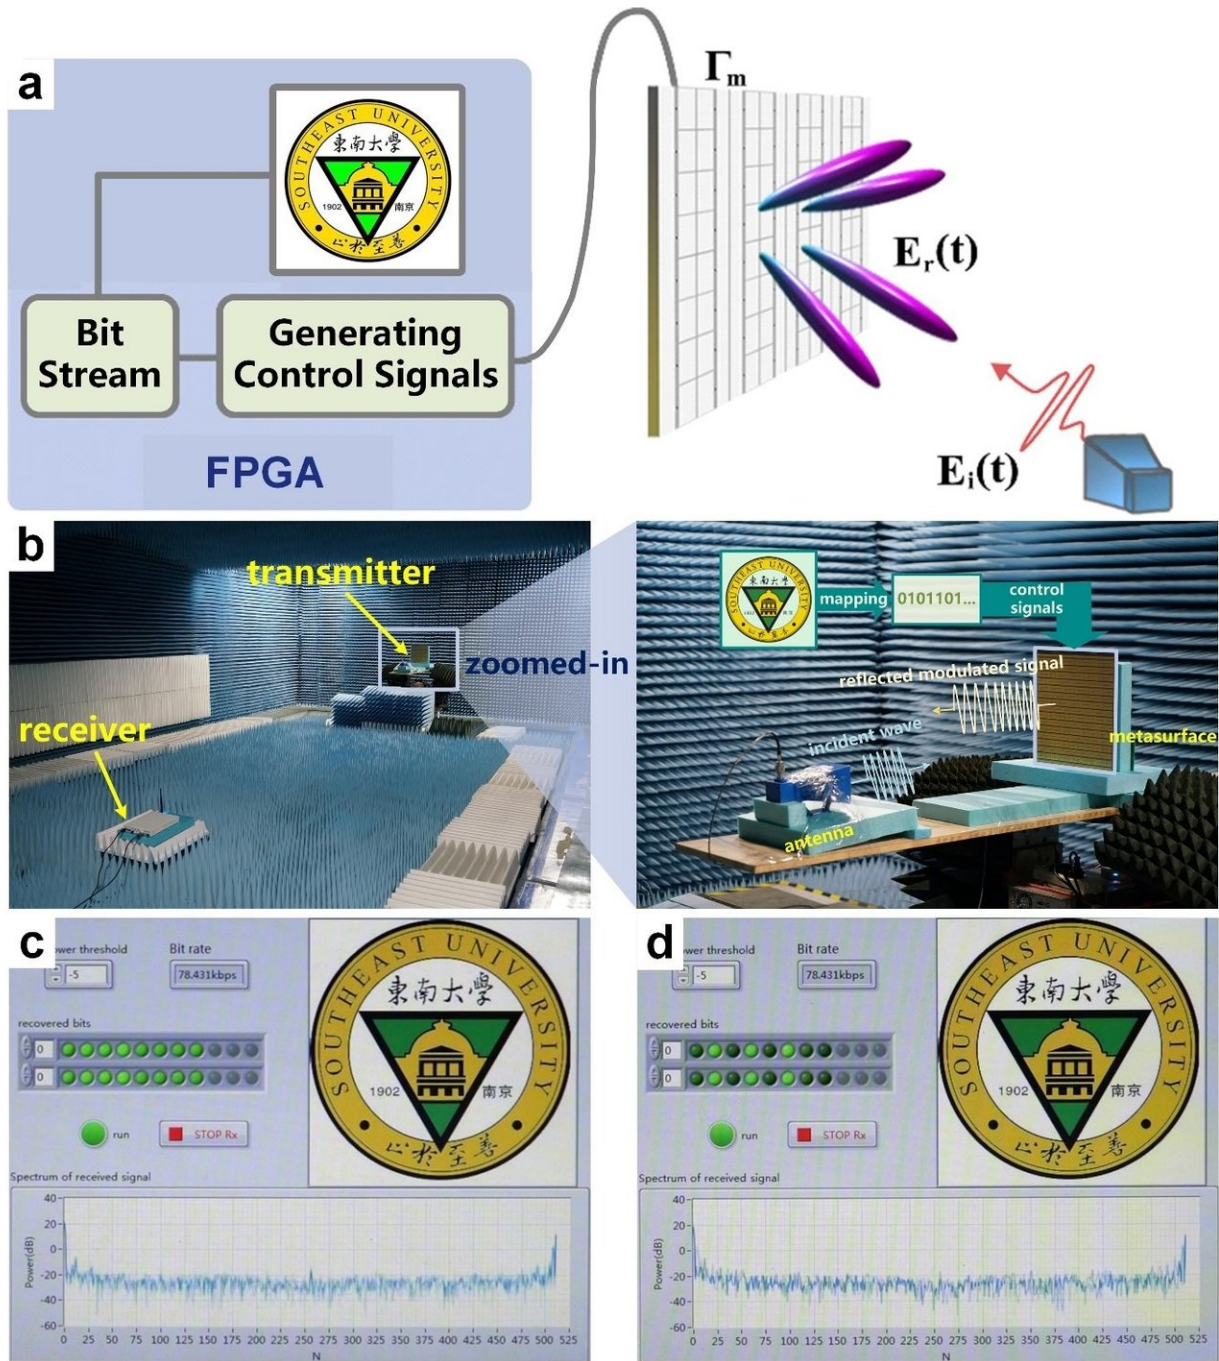 a
SOUTHEAST UNIVERSITY
東南大學
1902 南京
止於至善
Bit
Stream
Generating
Control Signals
FPGA
Γm
Er(t)
Ei(t)
b
transmitter
zoomed-in
receiver
SOUTHEAST UNIVERSITY
東南大學
mapping
0101101...
control
signals
reflected modulated signal
incident wave
metasurface
antenna
c
ower threshold
Bit rate
-5
78.431kbps
recovered bits
0
0
run
STOP Rx
SOUTHEAST UNIVERSITY
東南大學
1902 南京
止於至善
Spectrum of received signal
Power(dB)
40
20
0
-20
-40
-60
0 25 50 75 100 125 150 175 200 225 250 275 300 325 350 375 400 425 450 475 500 525
N
d
ower threshold
Bit rate
-5
78.431kbps
recovered bits
0
0
run
STOP Rx
SOUTHEAST UNIVERSITY
東南大學
1902 南京
止於至善
Spectrum of received signal
Power(dB)
40
20
0
-20
-40
-60
0 25 50 75 100 125 150 175 200 225 250 275 300 325 350 375 400 425 450 475 500 525
N